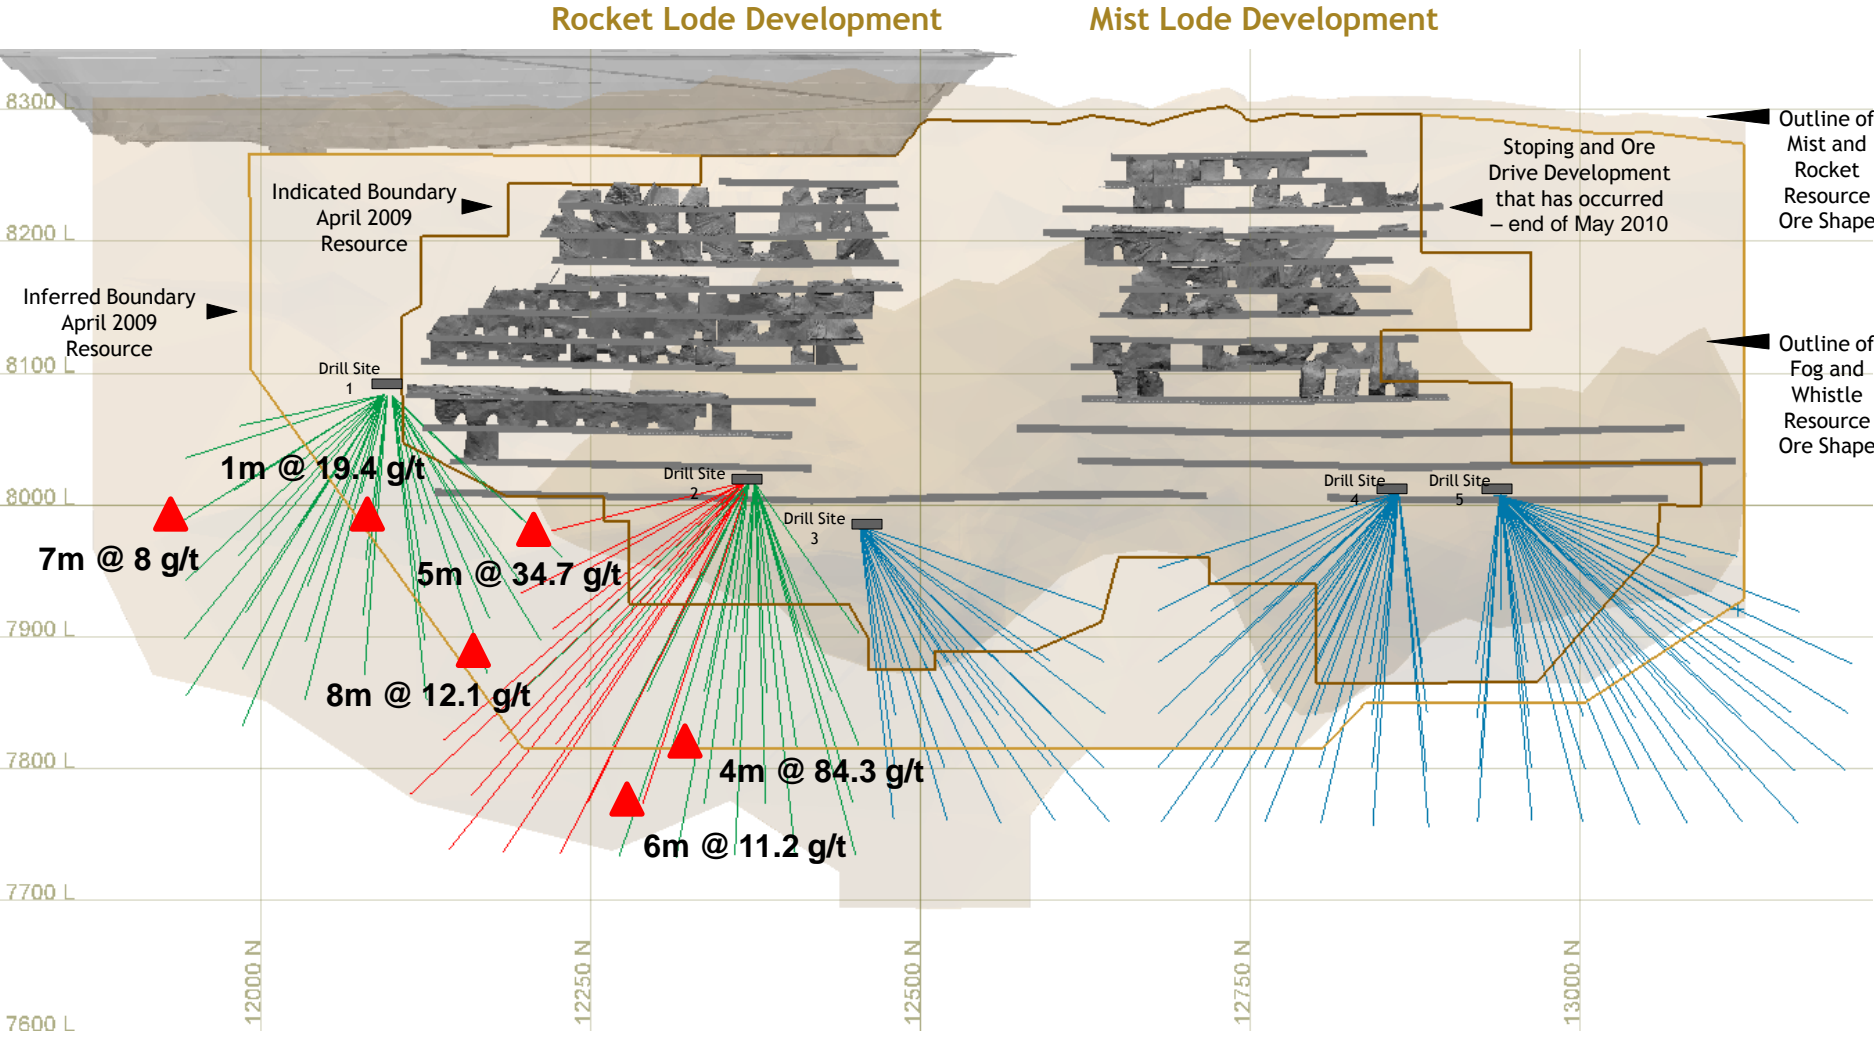 Rocket Lode Development
Mist Lode Development
8300 L
8200 L
8100 L
8000 L
7900 L
7800 L
7700 L
7600 L
Indicated Boundary
April 2009
Resource
Inferred Boundary
April 2009
Resource
Stoping and Ore
Drive Development
that has occurred
– end of May 2010
Outline of
Mist and
Rocket
Resource
Ore Shape
Outline of
Fog and
Whistle
Resource
Ore Shape
Drill Site
1
Drill Site
2
Drill Site
3
Drill Site
4
Drill Site
5
1m @ 19.4 g/t
7m @ 8 g/t
5m @ 34.7 g/t
8m @ 12.1 g/t
4m @ 84.3 g/t
6m @ 11.2 g/t
12000 N
12250 N
12500 N
12750 N
13000 N